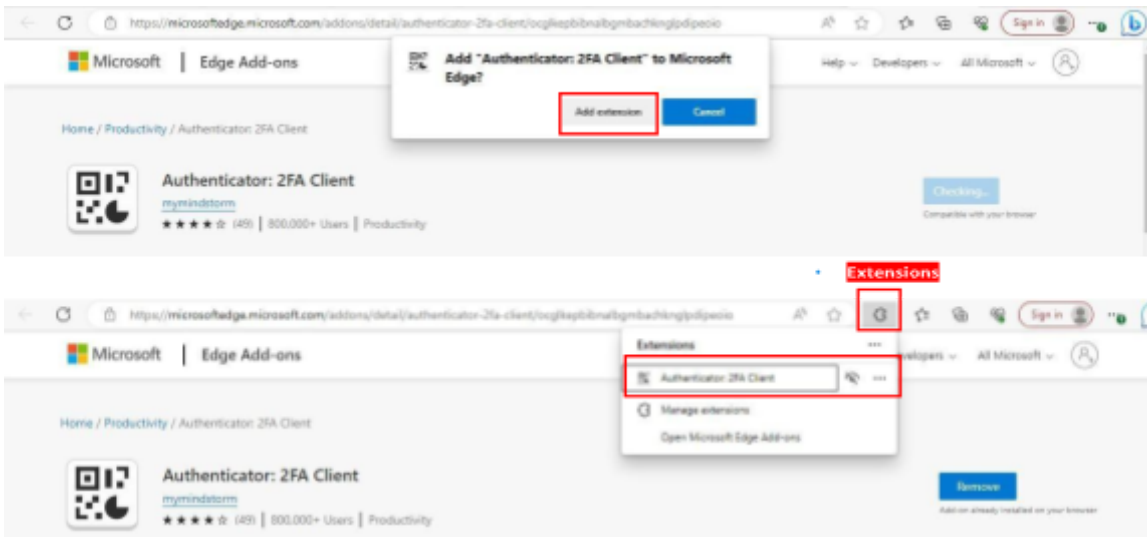 https://microsoftedge.microsoft.com/addons/detail/authenticator-2fa-client/ocglkepbibnalbgmbachknglpdipeoio
Sign in
Microsoft | Edge Add-ons
Add "Authenticator: 2FA Client" to Microsoft
Edge?
Help
Developers
All Microsoft
Add extension
Cancel
Home / Productivity / Authenticator: 2FA Client
Authenticator: 2FA Client
mymindstorm
(49) | 800,000+ Users | Productivity
Checking...
Compatible with your browser
Extensions
https://microsoftedge.microsoft.com/addons/detail/authenticator-2fa-client/ocglkepbibnalbgmbachknglpdipeoio
Sign in
Microsoft | Edge Add-ons
Extensions
velopers
All Microsoft
Authenticator: 2FA Client
Manage extensions
Open Microsoft Edge Add-ons
Home / Productivity / Authenticator: 2FA Client
Authenticator: 2FA Client
mymindstorm
(49) | 800,000+ Users | Productivity
Remove
Add-on already installed on your browser